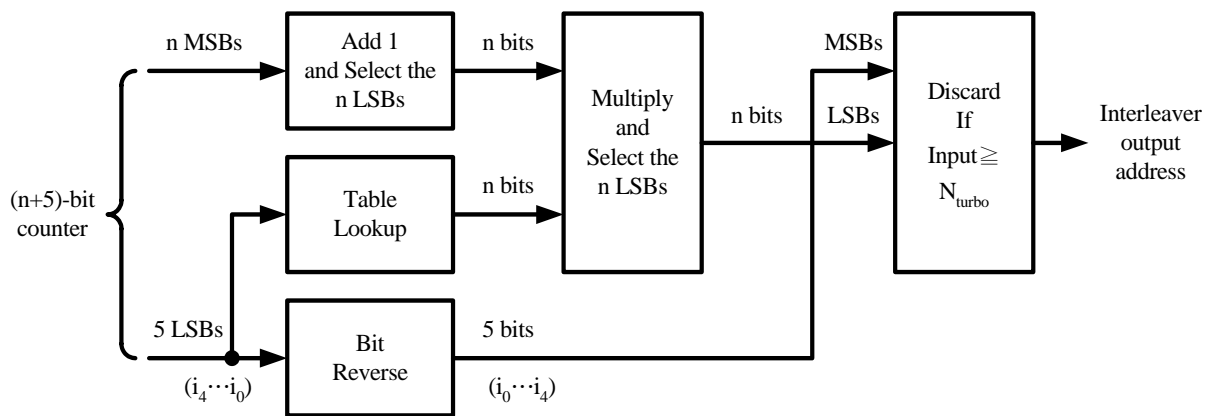 (n+5)-bit
counter
n MSBs
5 LSBs
(i₄⋯i₀)
Add 1
and Select the
n LSBs
Table
Lookup
Bit
Reverse
n bits
n bits
5 bits
(i₀⋯i₄)
Multiply
and
Select the
n LSBs
n bits
MSBs
LSBs
Discard
If
Input≧
N_turbo
Interleaver
output
address